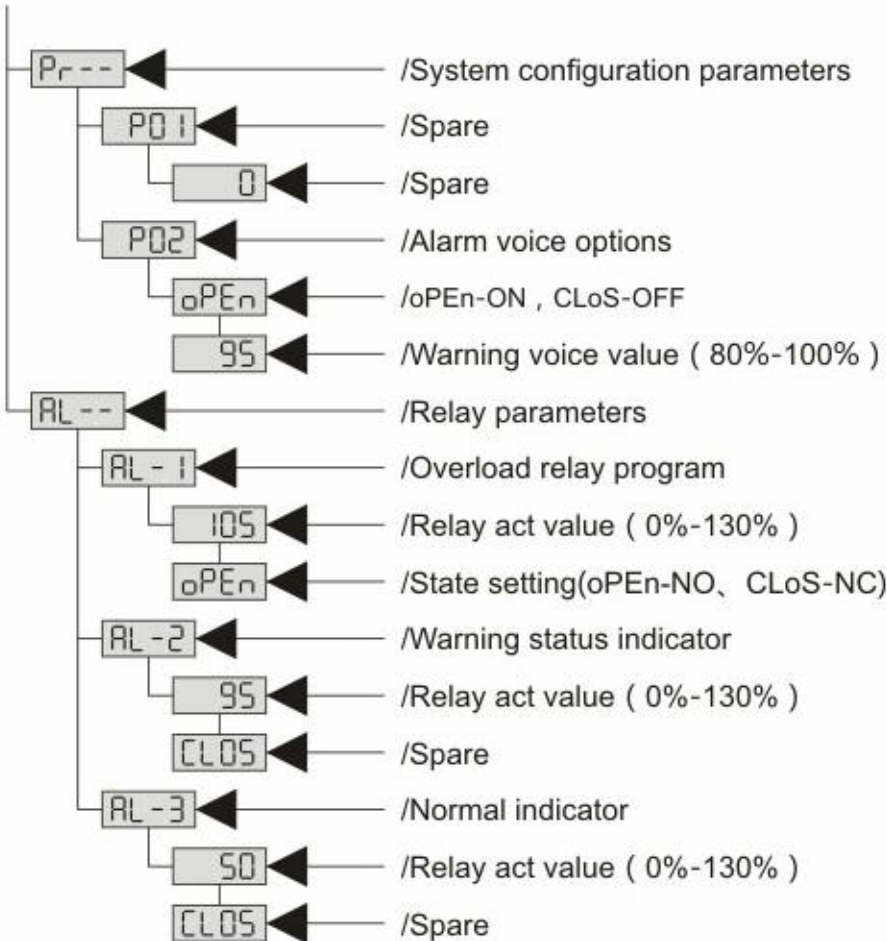 Pr-- /System configuration parameters
P01 /Spare
0 /Spare
P02 /Alarm voice options
oPEn /oPEn-ON , CLoS-OFF
95 /Warning voice value ( 80%-100% )
AL-- /Relay parameters
AL-1 /Overload relay program
105 /Relay act value ( 0%-130% )
oPEn /State setting(oPEn-NO、CLoS-NC)
AL-2 /Warning status indicator
95 /Relay act value ( 0%-130% )
CLOS /Spare
AL-3 /Normal indicator
50 /Relay act value ( 0%-130% )
CLOS /Spare